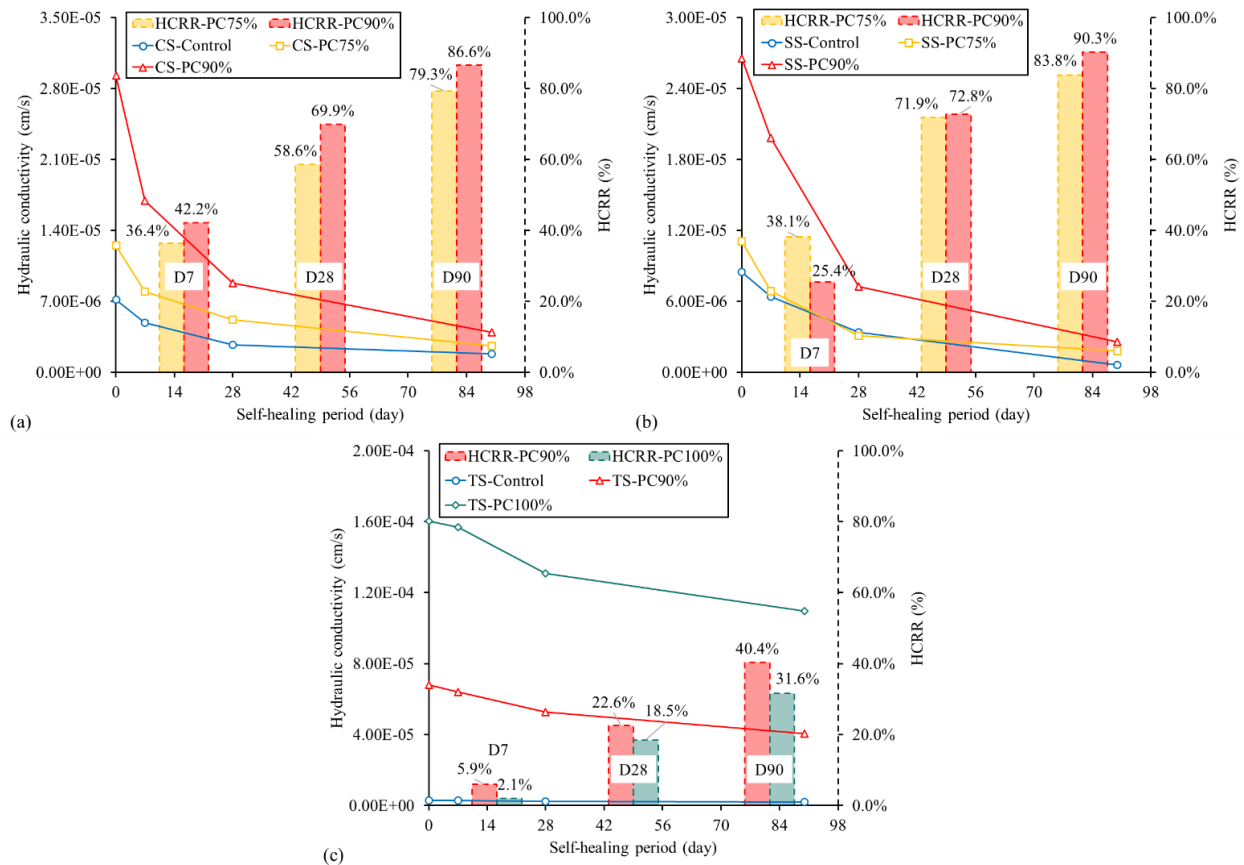 HCRR-PC75% HCRR-PC90%
CS-Control CS-PC75%
CS-PC90%
Hydraulic conductivity (cm/s)
3.50E-05
2.80E-05
2.10E-05
1.40E-05
7.00E-06
0.00E+00
36.4%
42.2%
58.6%
69.9%
79.3%
86.6%
D7 D28 D90
100.0%
80.0%
60.0%
40.0%
20.0%
0.0%
HCRR (%)
0 14 28 42 56 70 84 98
Self-healing period (day)
(a)
HCRR-PC75% HCRR-PC90%
SS-Control SS-PC75%
SS-PC90%
Hydraulic conductivity (cm/s)
3.00E-05
2.40E-05
1.80E-05
1.20E-05
6.00E-06
0.00E+00
38.1%
25.4%
71.9%
72.8%
83.8%
90.3%
D7 D28 D90
100.0%
80.0%
60.0%
40.0%
20.0%
0.0%
HCRR (%)
0 14 28 42 56 70 84 98
Self-healing period (day)
(b)
HCRR-PC90% HCRR-PC100%
TS-Control TS-PC90%
TS-PC100%
Hydraulic conductivity (cm/s)
2.00E-04
1.60E-04
1.20E-04
8.00E-05
4.00E-05
0.00E+00
5.9%
2.1%
22.6%
18.5%
40.4%
31.6%
D7 D28 D90
100.0%
80.0%
60.0%
40.0%
20.0%
0.0%
HCRR (%)
0 14 28 42 56 70 84 98
Self-healing period (day)
(c)